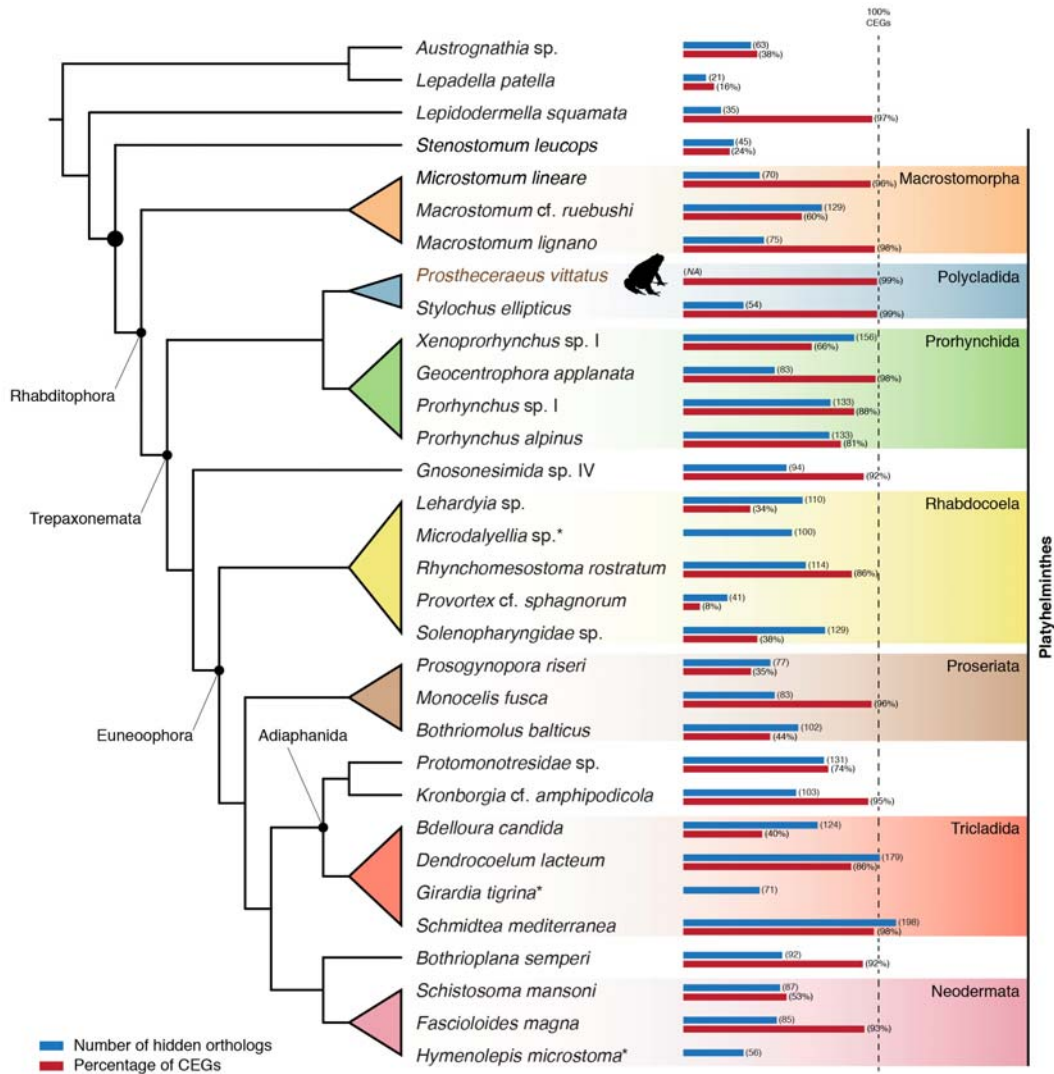 100%
CEGs
Austrognathia sp. (63)
(38%)
Lepadella patella (21)
(16%)
Lepidodermella squamata (35)
(97%)
Stenostomum leucops (45)
(24%)
Microstomum lineare (70) Macrostomorpha
(96%)
Macrostomum cf. ruebushi (129)
(60%)
Macrostomum lignano (75)
(98%)
Prostheceraeus vittatus (NA) Polycladida
(99%)
Stylochus ellipticus (54)
(99%)
Xenoprorhynchus sp. I (156) Prorhynchida
(66%)
Rhabditophora
Geocentrophora applanata (83)
(98%)
Prorhynchus sp. I (133)
(88%)
Prorhynchus alpinus (133)
(81%)
Gnosonesimida sp. IV (94)
(92%)
Trepaxonemata
Lehardyia sp. (110) Rhabdocoela
(34%)
Microdalyellia sp.* (100)
Rhynchomesostoma rostratum (114)
(86%)
Provortex cf. sphagnorum (41)
(8%)
Solenopharyngidae sp. (129)
(38%)
Platyhelminthes
Prosogynopora riseri (77) Proseriata
(35%)
Monocelis fusca (83)
(96%)
Euneoophora
Adiaphanida
Bothriomolus balticus (102)
(44%)
Protomonotresidae sp. (131)
(74%)
Kronborgia cf. amphipodicola (103)
(95%)
Bdelloura candida (124) Tricladida
(40%)
Dendrocoelum lacteum (179)
(86%)
Girardia tigrina* (71)
Schmidtea mediterranea (198)
(98%)
Bothrioplana semperi (92)
(92%)
Schistosoma mansoni (87) Neodermata
(53%)
Fascioloides magna (85)
(93%)
Hymenolepis microstoma* (56)
Number of hidden orthologs
Percentage of CEGs